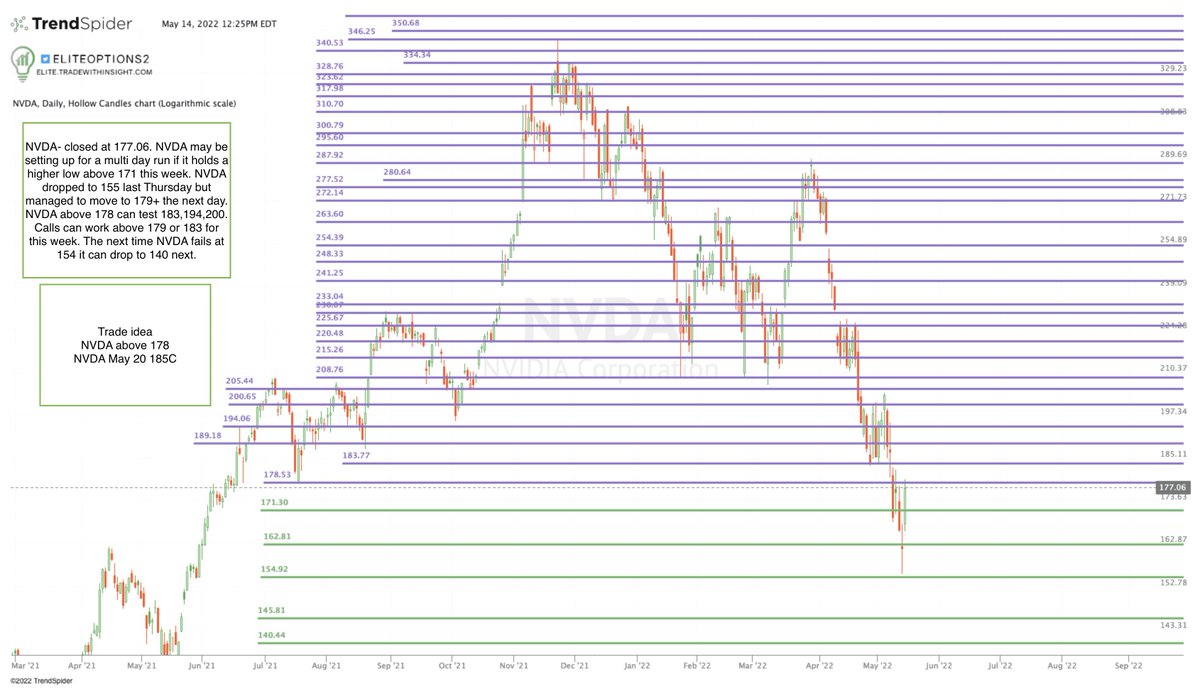 TrendSpider
May 14, 2022 12:25PM EDT
ELITEOPTIONS2
ELITE.TRADEWITHINSIGHT.COM
NVDA, Daily, Hollow Candles chart (Logarithmic scale)
NVDA- closed at 177.06. NVDA may be
setting up for a multi day run if it holds a
higher low above 171 this week. NVDA
dropped to 155 last Thursday but
managed to move to 179+ the next day.
NVDA above 178 can test 183,194,200.
Calls can work above 179 or 183 for
this week. The next time NVDA fails at
154 it can drop to 140 next.
Trade idea
NVDA above 178
NVDA May 20 185C
350.68
346.25
340.53
334.34
328.76
323.62
317.98
310.70
300.79
295.60
287.92
280.64
277.52
272.14
263.60
254.39
248.33
241.25
233.04
225.67
220.48
215.26
208.76
205.44
200.65
194.06
189.18
183.77
178.53
171.30
162.81
154.92
145.81
140.44
NVDA
NVIDIA Corporation
329.23
308.83
289.69
271.73
254.89
239.09
224.28
210.37
197.34
185.11
177.06
173.63
162.87
152.78
143.31
Mar '21
Apr '21
May '21
Jun '21
Jul '21
Aug '21
Sep '21
Oct '21
Nov '21
Dec '21
Jan '22
Feb '22
Mar '22
Apr '22
May '22
Jun '22
Jul '22
Aug '22
Sep '22
©2022 TrendSpider